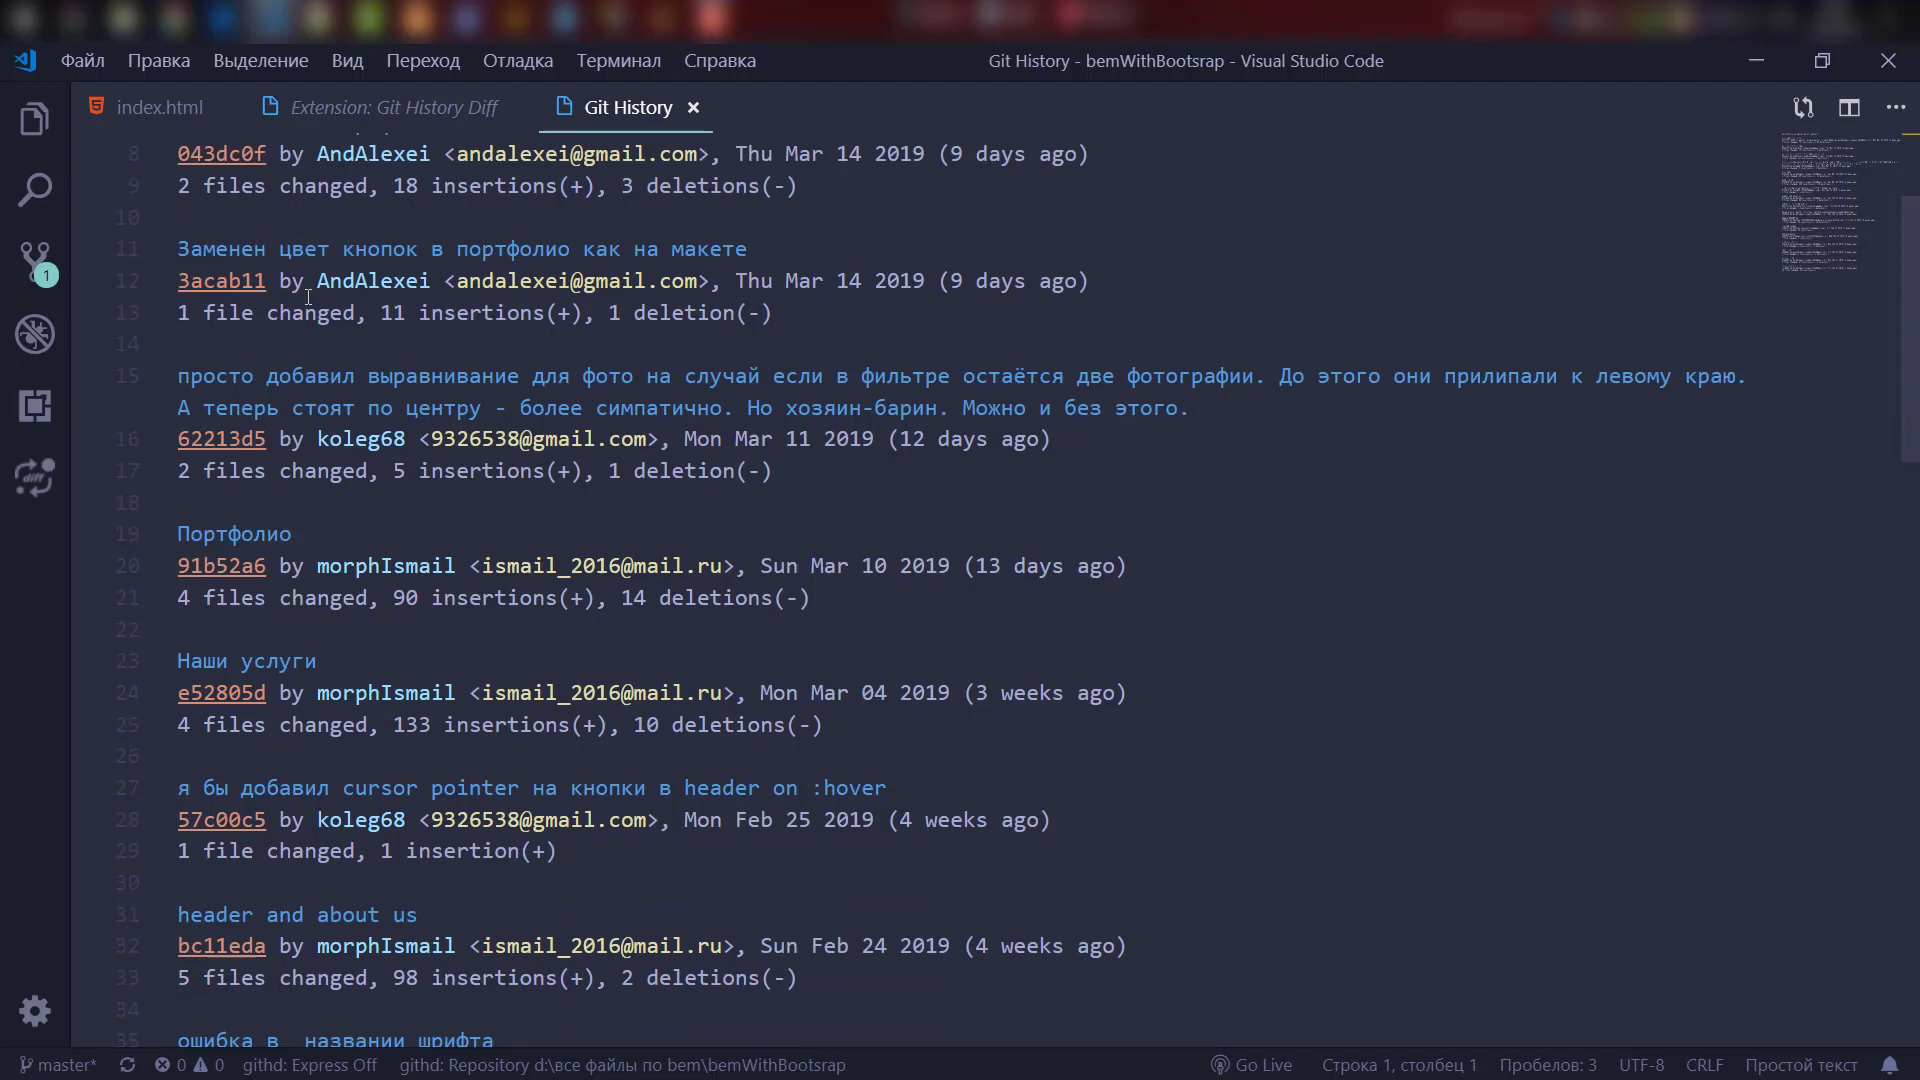 Файл Правка Выделение Вид Переход Отладка Терминал Справка Git History - bemWithBootsrap - Visual Studio Code
index.html Extension: Git History Diff Git History
8 043dc0f by AndAlexei <andalexei@gmail.com>, Thu Mar 14 2019 (9 days ago)
9 2 files changed, 18 insertions(+), 3 deletions(-)
10
11 Заменен цвет кнопок в портфолио как на макете
12 3acab11 by AndAlexei <andalexei@gmail.com>, Thu Mar 14 2019 (9 days ago)
13 1 file changed, 11 insertions(+), 1 deletion(-)
14
15 просто добавил выравнивание для фото на случай если в фильтре остаётся две фотографии. До этого они прилипали к левому краю.
А теперь стоят по центру - более симпатично. Но хозяин-барин. Можно и без этого.
16 62213d5 by koleg68 <9326538@gmail.com>, Mon Mar 11 2019 (12 days ago)
17 2 files changed, 5 insertions(+), 1 deletion(-)
18
19 Портфолио
20 91b52a6 by morphIsmail <ismail_2016@mail.ru>, Sun Mar 10 2019 (13 days ago)
21 4 files changed, 90 insertions(+), 14 deletions(-)
22
23 Наши услуги
24 e52805d by morphIsmail <ismail_2016@mail.ru>, Mon Mar 04 2019 (3 weeks ago)
25 4 files changed, 133 insertions(+), 10 deletions(-)
26
27 я бы добавил cursor pointer на кнопки в header on :hover
28 57c00c5 by koleg68 <9326538@gmail.com>, Mon Feb 25 2019 (4 weeks ago)
29 1 file changed, 1 insertion(+)
30
31 header and about us
32 bc11eda by morphIsmail <ismail_2016@mail.ru>, Sun Feb 24 2019 (4 weeks ago)
33 5 files changed, 98 insertions(+), 2 deletions(-)
34
35 ошибка в  названии шрифта
1
diff
master* 0 0 githd: Express Off githd: Repository d:\все файлы по bem\bemWithBootsrap Go Live Строка 1, столбец 1 Пробелов: 3 UTF-8 CRLF Простой текст